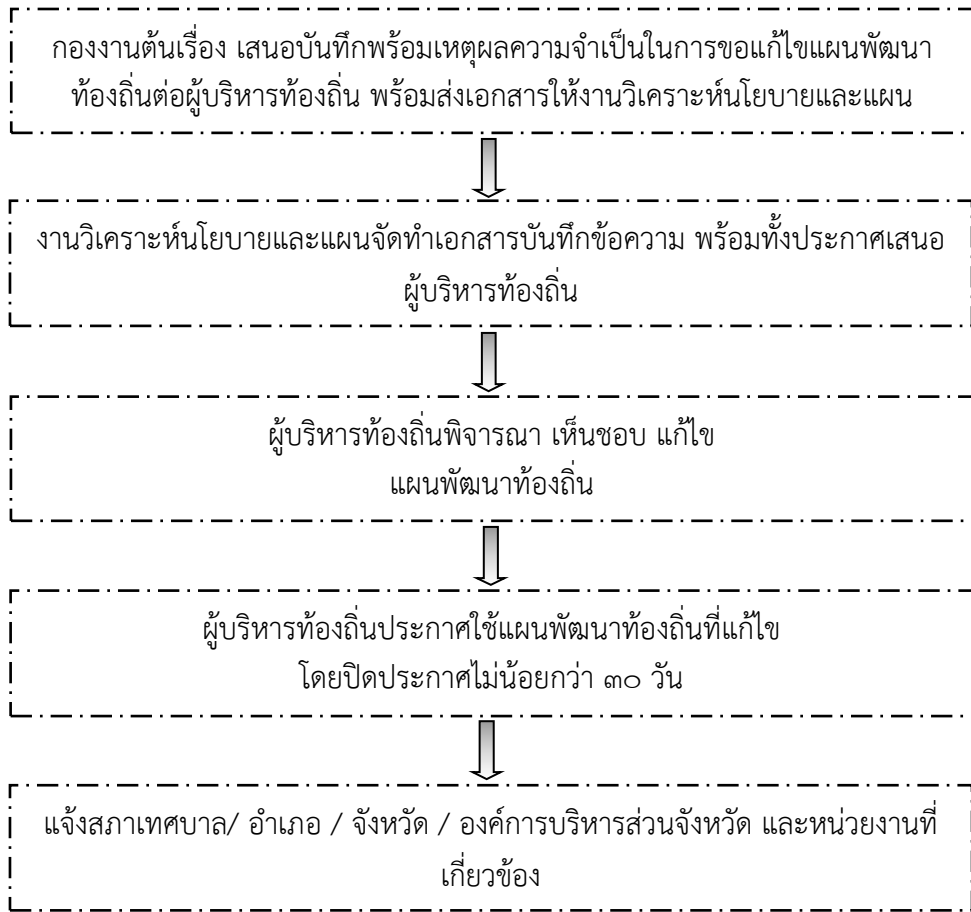 กองงานต้นเรื่อง เสนอบันทึกพร้อมเหตุผลความจำเป็นในการขอแก้ไขแผนพัฒนา
ท้องถิ่นต่อผู้บริหารท้องถิ่น พร้อมส่งเอกสารให้งานวิเคราะห์นโยบายและแผน
งานวิเคราะห์นโยบายและแผนจัดทำเอกสารบันทึกข้อความ พร้อมทั้งประกาศเสนอ
ผู้บริหารท้องถิ่น
ผู้บริหารท้องถิ่นพิจารณา เห็นชอบ แก้ไข
แผนพัฒนาท้องถิ่น
ผู้บริหารท้องถิ่นประกาศใช้แผนพัฒนาท้องถิ่นที่แก้ไข
โดยปิดประกาศไม่น้อยกว่า ๓๐ วัน
แจ้งสภาเทศบาล/ อำเภอ / จังหวัด / องค์การบริหารส่วนจังหวัด และหน่วยงานที่
เกี่ยวข้อง